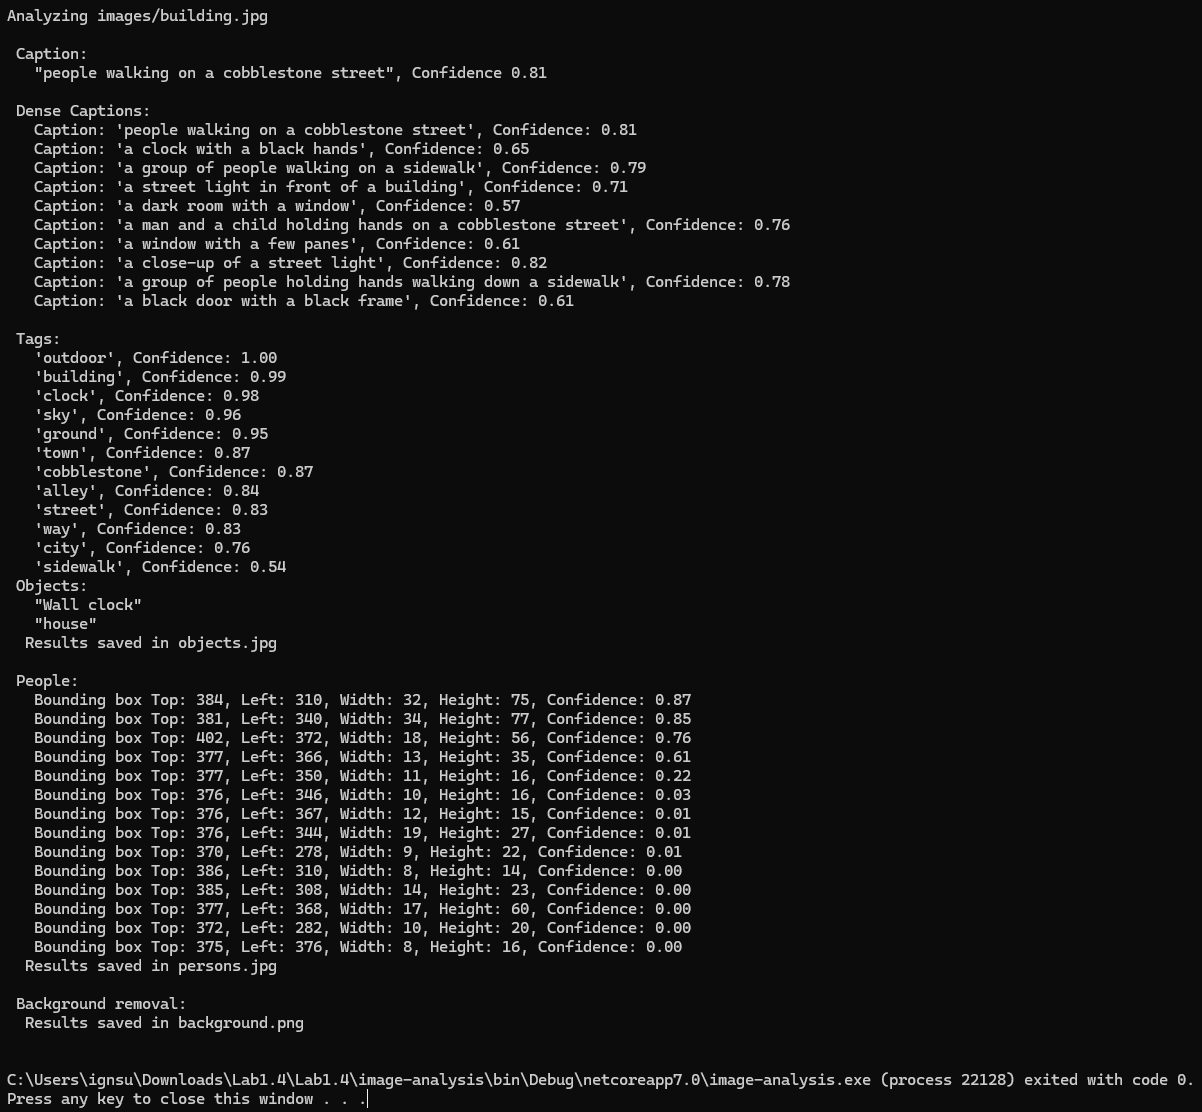 Analyzing images/building.jpg
Caption:
"people walking on a cobblestone street", Confidence 0.81
Dense Captions:
Caption: 'people walking on a cobblestone street', Confidence: 0.81
Caption: 'a clock with a black hands', Confidence: 0.65
Caption: 'a group of people walking on a sidewalk', Confidence: 0.79
Caption: 'a street light in front of a building', Confidence: 0.71
Caption: 'a dark room with a window', Confidence: 0.57
Caption: 'a man and a child holding hands on a cobblestone street', Confidence: 0.76
Caption: 'a window with a few panes', Confidence: 0.61
Caption: 'a close-up of a street light', Confidence: 0.82
Caption: 'a group of people holding hands walking down a sidewalk', Confidence: 0.78
Caption: 'a black door with a black frame', Confidence: 0.61
Tags:
'outdoor', Confidence: 1.00
'building', Confidence: 0.99
'clock', Confidence: 0.98
'sky', Confidence: 0.96
'ground', Confidence: 0.95
'town', Confidence: 0.87
'cobblestone', Confidence: 0.87
'alley', Confidence: 0.84
'street', Confidence: 0.83
'way', Confidence: 0.83
'city', Confidence: 0.76
'sidewalk', Confidence: 0.54
Objects:
"Wall clock"
"house"
Results saved in objects.jpg
People:
Bounding box Top: 384, Left: 310, Width: 32, Height: 75, Confidence: 0.87
Bounding box Top: 381, Left: 340, Width: 34, Height: 77, Confidence: 0.85
Bounding box Top: 402, Left: 372, Width: 18, Height: 56, Confidence: 0.76
Bounding box Top: 377, Left: 366, Width: 13, Height: 35, Confidence: 0.61
Bounding box Top: 377, Left: 350, Width: 11, Height: 16, Confidence: 0.22
Bounding box Top: 376, Left: 346, Width: 10, Height: 16, Confidence: 0.03
Bounding box Top: 376, Left: 367, Width: 12, Height: 15, Confidence: 0.01
Bounding box Top: 376, Left: 344, Width: 19, Height: 27, Confidence: 0.01
Bounding box Top: 370, Left: 278, Width: 9, Height: 22, Confidence: 0.01
Bounding box Top: 386, Left: 310, Width: 8, Height: 14, Confidence: 0.00
Bounding box Top: 385, Left: 308, Width: 14, Height: 23, Confidence: 0.00
Bounding box Top: 377, Left: 368, Width: 17, Height: 60, Confidence: 0.00
Bounding box Top: 372, Left: 282, Width: 10, Height: 20, Confidence: 0.00
Bounding box Top: 375, Left: 376, Width: 8, Height: 16, Confidence: 0.00
Results saved in persons.jpg
Background removal:
Results saved in background.png
C:\Users\ignsu\Downloads\Lab1.4\Lab1.4\image-analysis\bin\Debug\netcoreapp7.0\image-analysis.exe (process 22128) exited with code 0.
Press any key to close this window . . .